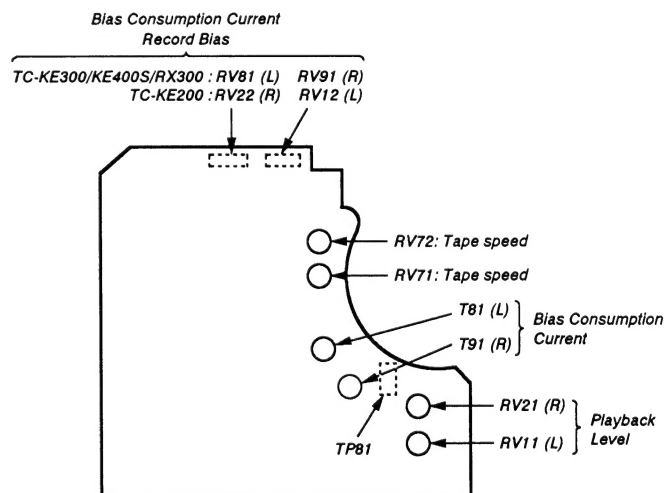 Bias Consumption Current
Record Bias
TC-KE300/KE400S/RX300 : RV81 (L) RV91 (R)
TC-KE200 : RV22 (R) RV12 (L)
RV72: Tape speed
RV71: Tape speed
T81 (L)
T91 (R)
Bias Consumption
Current
RV21 (R)
RV11 (L)
Playback
Level
TP81